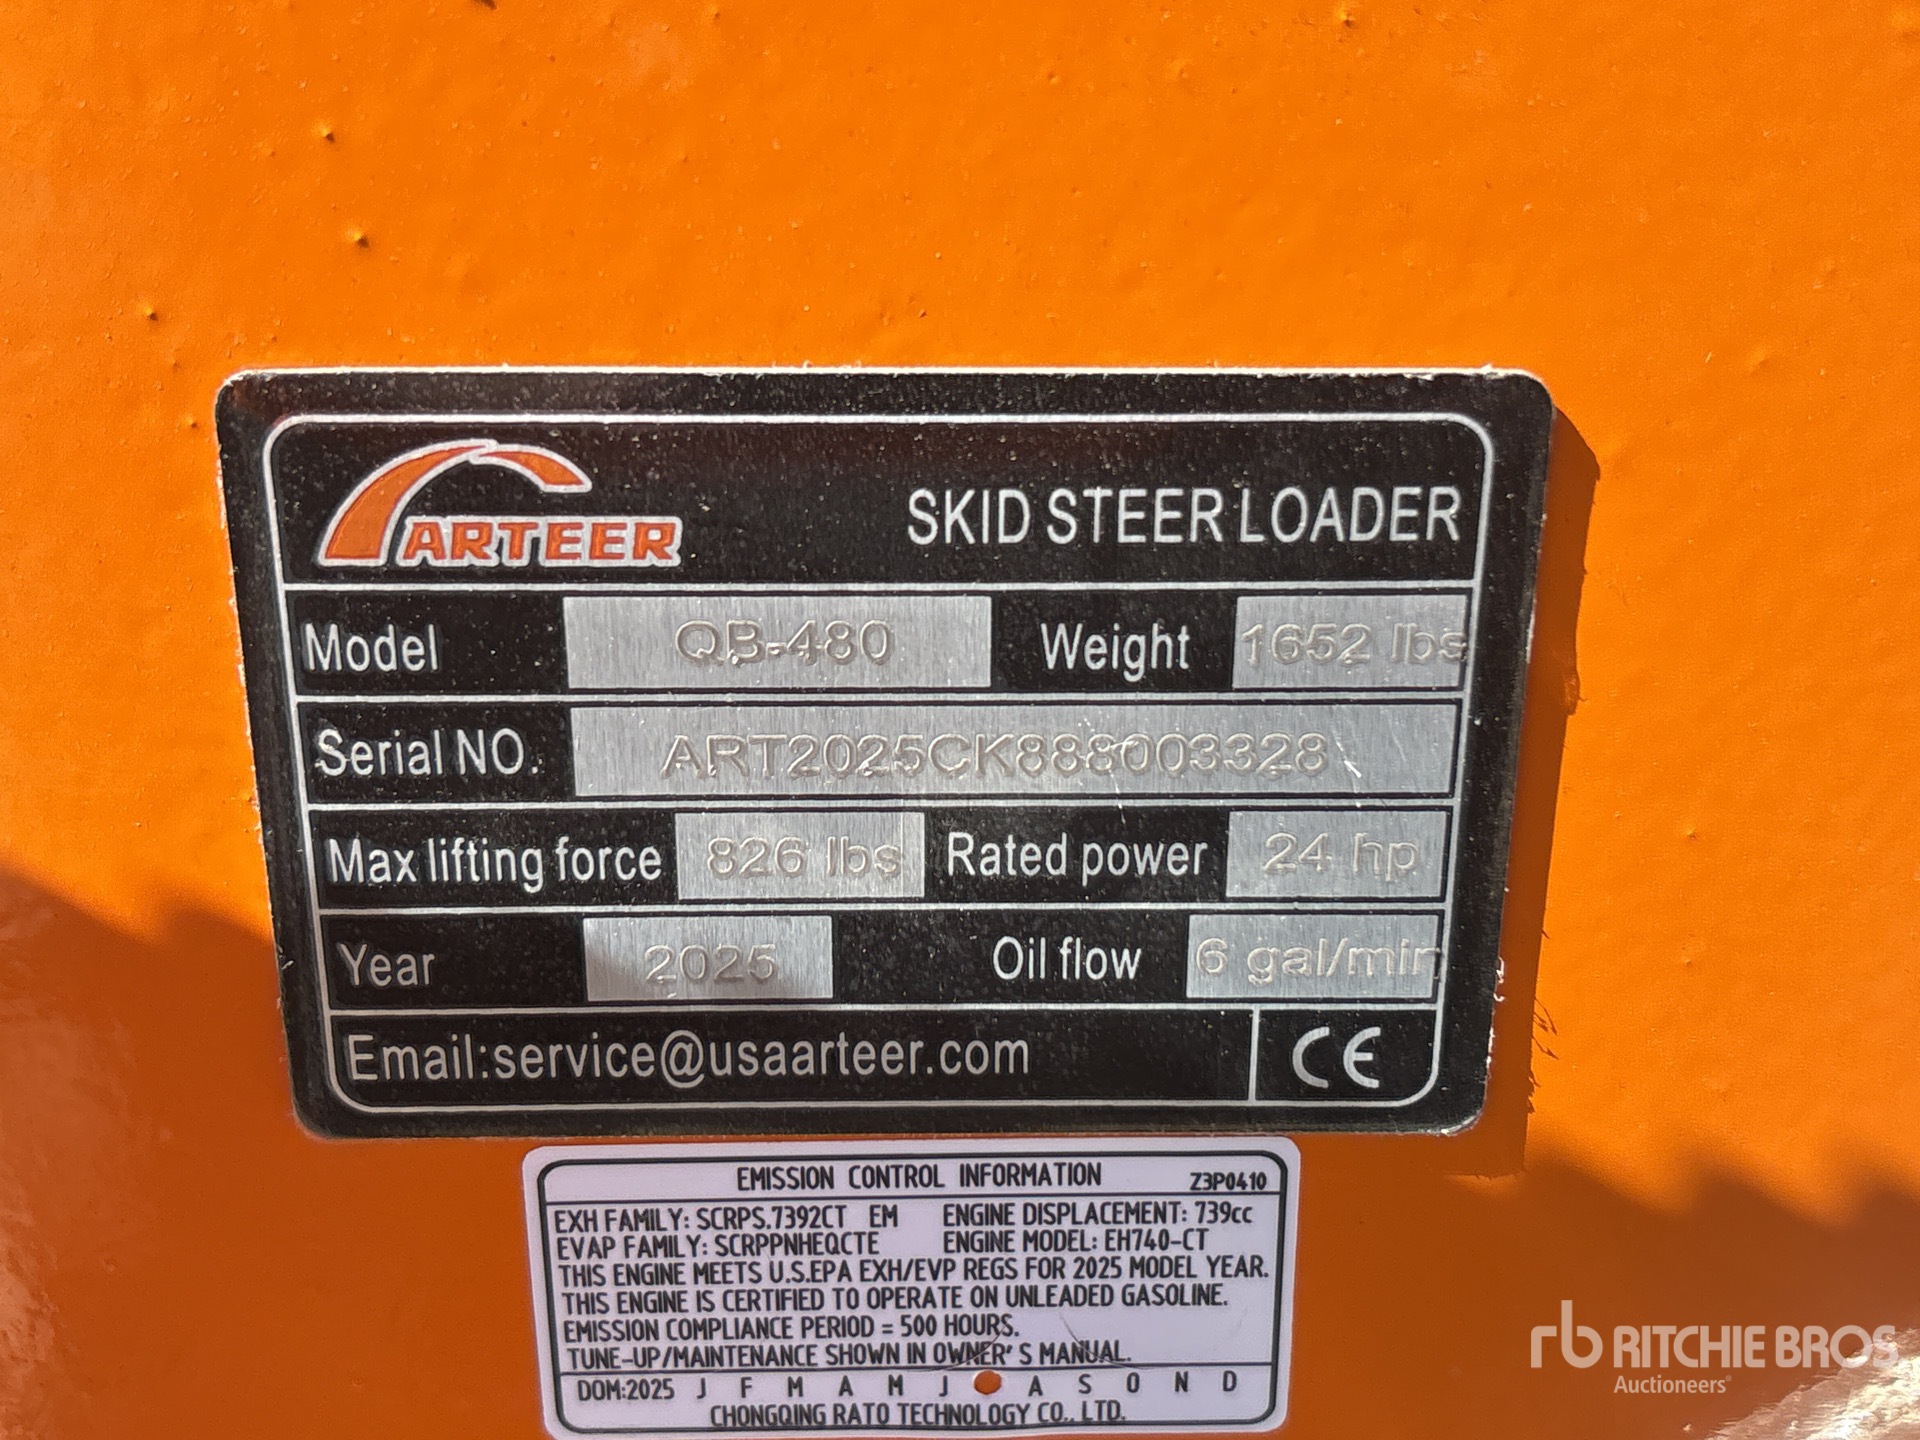 ARTEER
SKID STEER LOADER
Model QB-480 Weight 1652 lbs
Serial NO. ART2025CK888003328
Max lifting force 826 lbs Rated power 24 hp
Year 2025 Oil flow 6 gal/min
Email:service@usaarteer.com CE
EMISSION CONTROL INFORMATION Z3P0410
EXH FAMILY: SCRPS.7392CT EM ENGINE DISPLACEMENT: 739cc
EVAP FAMILY: SCRPPNHEQCTE ENGINE MODEL: EH740-CT
THIS ENGINE MEETS U.S.EPA EXH/EVP REGS FOR 2025 MODEL YEAR.
THIS ENGINE IS CERTIFIED TO OPERATE ON UNLEADED GASOLINE.
EMISSION COMPLIANCE PERIOD = 500 HOURS.
TUNE-UP/MAINTENANCE SHOWN IN OWNER'S MANUAL.
DOM:2025 J F M A M J A S O N D
CHONGQING RATO TECHNOLOGY CO., LTD.
rb RITCHIE BROS
Auctioneers®